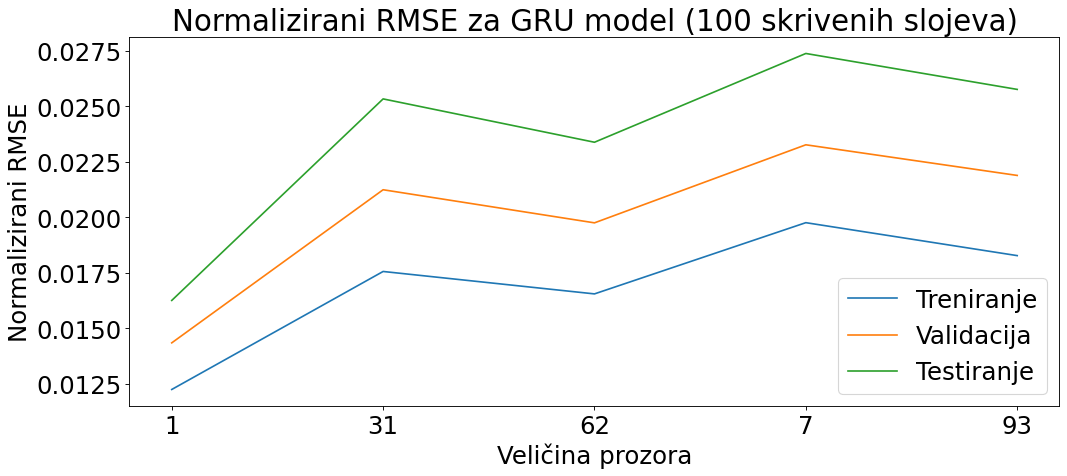 Normalizirani RMSE za GRU model (100 skrivenih slojeva)
Normalizirani RMSE
0.0275
0.0250
0.0225
0.0200
0.0175
0.0150
0.0125
Treniranje
Validacija
Testiranje
1 31 62 7 93
Veličina prozora